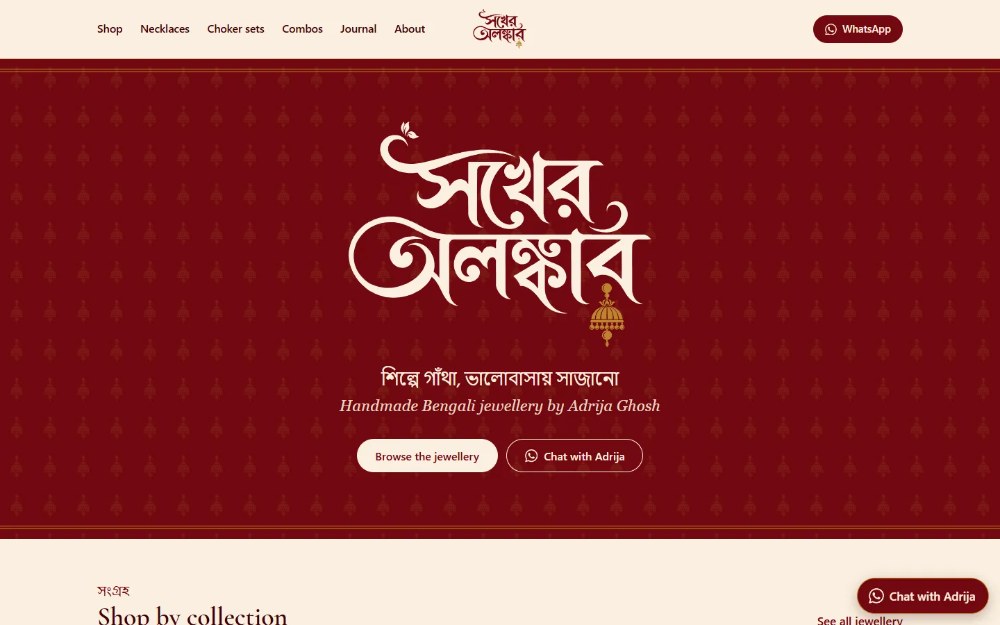 Shop Necklaces Choker sets Combos Journal About
সখের
অলঙ্কার
WhatsApp
সখের
অলঙ্কার
শিল্পে গাঁথা, ভালোবাসায় সাজানো
Handmade Bengali jewellery by Adrija Ghosh
Browse the jewellery
Chat with Adrija
সংগ্রহ
Shop by collection
See all jewellery
Chat with Adrija